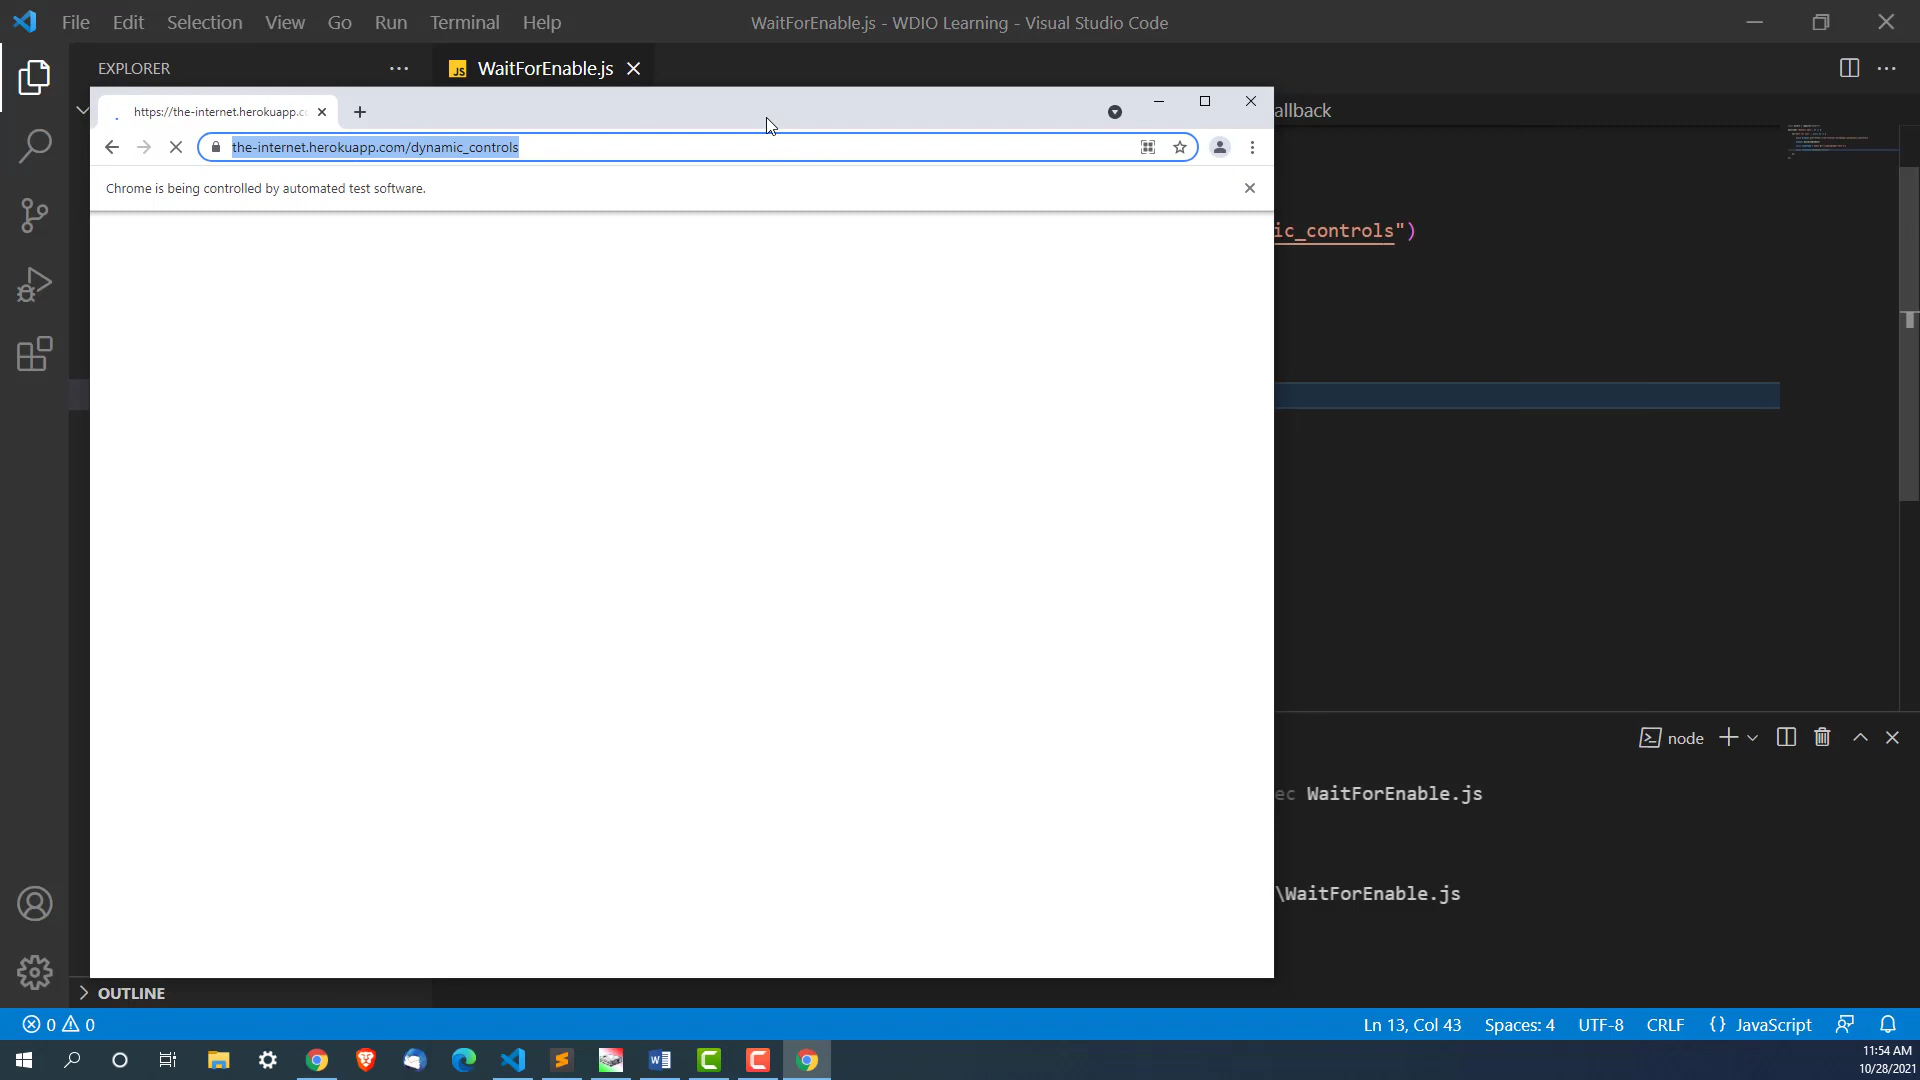 File Edit Selection View Go Run Terminal Help
WaitForEnable.js - WDIO Learning - Visual Studio Code
EXPLORER
JS WaitForEnable.js
https://the-internet.herokuapp.c
allback
the-internet.herokuapp.com/dynamic_controls
Chrome is being controlled by automated test software.
ic_controls")
node
ec WaitForEnable.js
\WaitForEnable.js
OUTLINE
0 0
Ln 13, Col 43 Spaces: 4 UTF-8 CRLF {} JavaScript
11:54 AM
10/28/2021